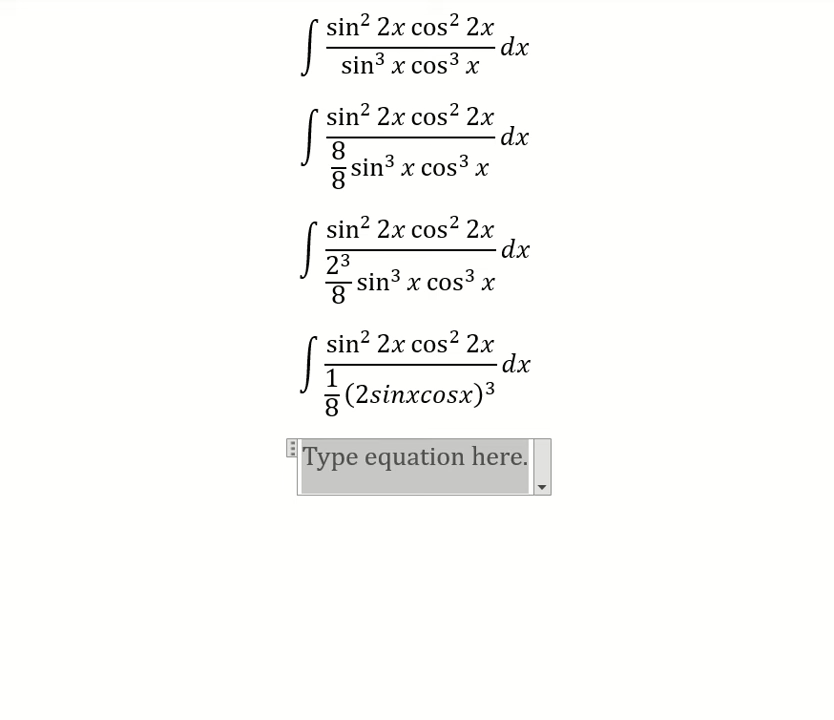 ∫ sin² 2x cos² 2x / sin³ x cos³ x dx
∫ sin² 2x cos² 2x / 8/8 sin³ x cos³ x dx
∫ sin² 2x cos² 2x / 2³/8 sin³ x cos³ x dx
∫ sin² 2x cos² 2x / 1/8 (2sinxcosx)³ dx
Type equation here.